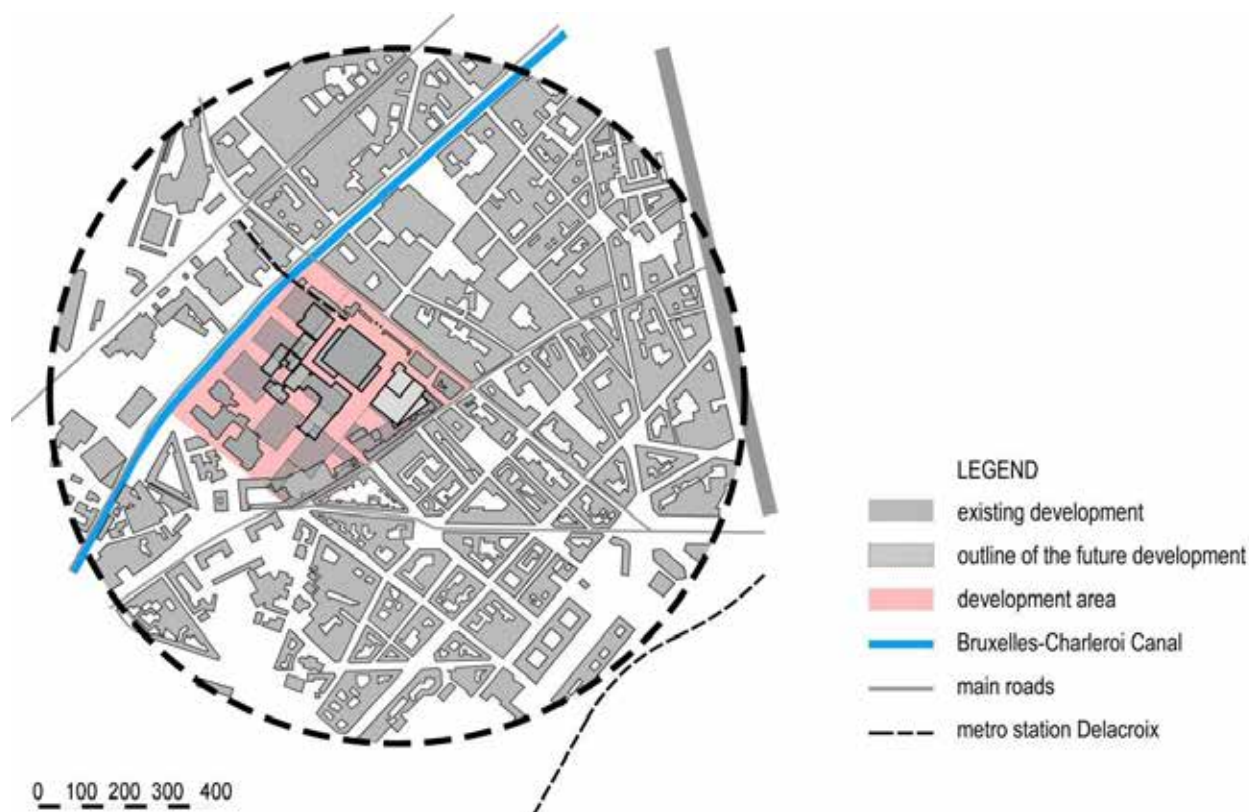 LEGEND
existing development
outline of the future development
development area
Bruxelles-Charleroi Canal
main roads
metro station Delacroix
0 100 200 300 400